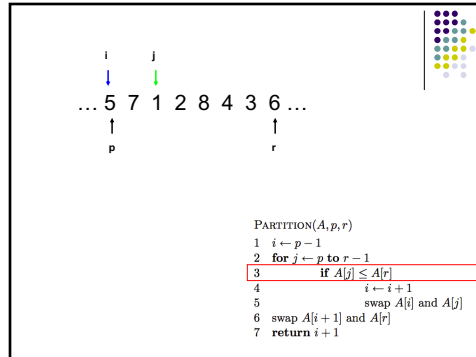 i j
… 5 7 1 2 8 4 3 6 …
p r
PARTITION(A, p, r)
1 i ← p − 1
2 for j ← p to r − 1
3 if A[j] ≤ A[r]
4 i ← i + 1
5 swap A[i] and A[j]
6 swap A[i + 1] and A[r]
7 return i + 1